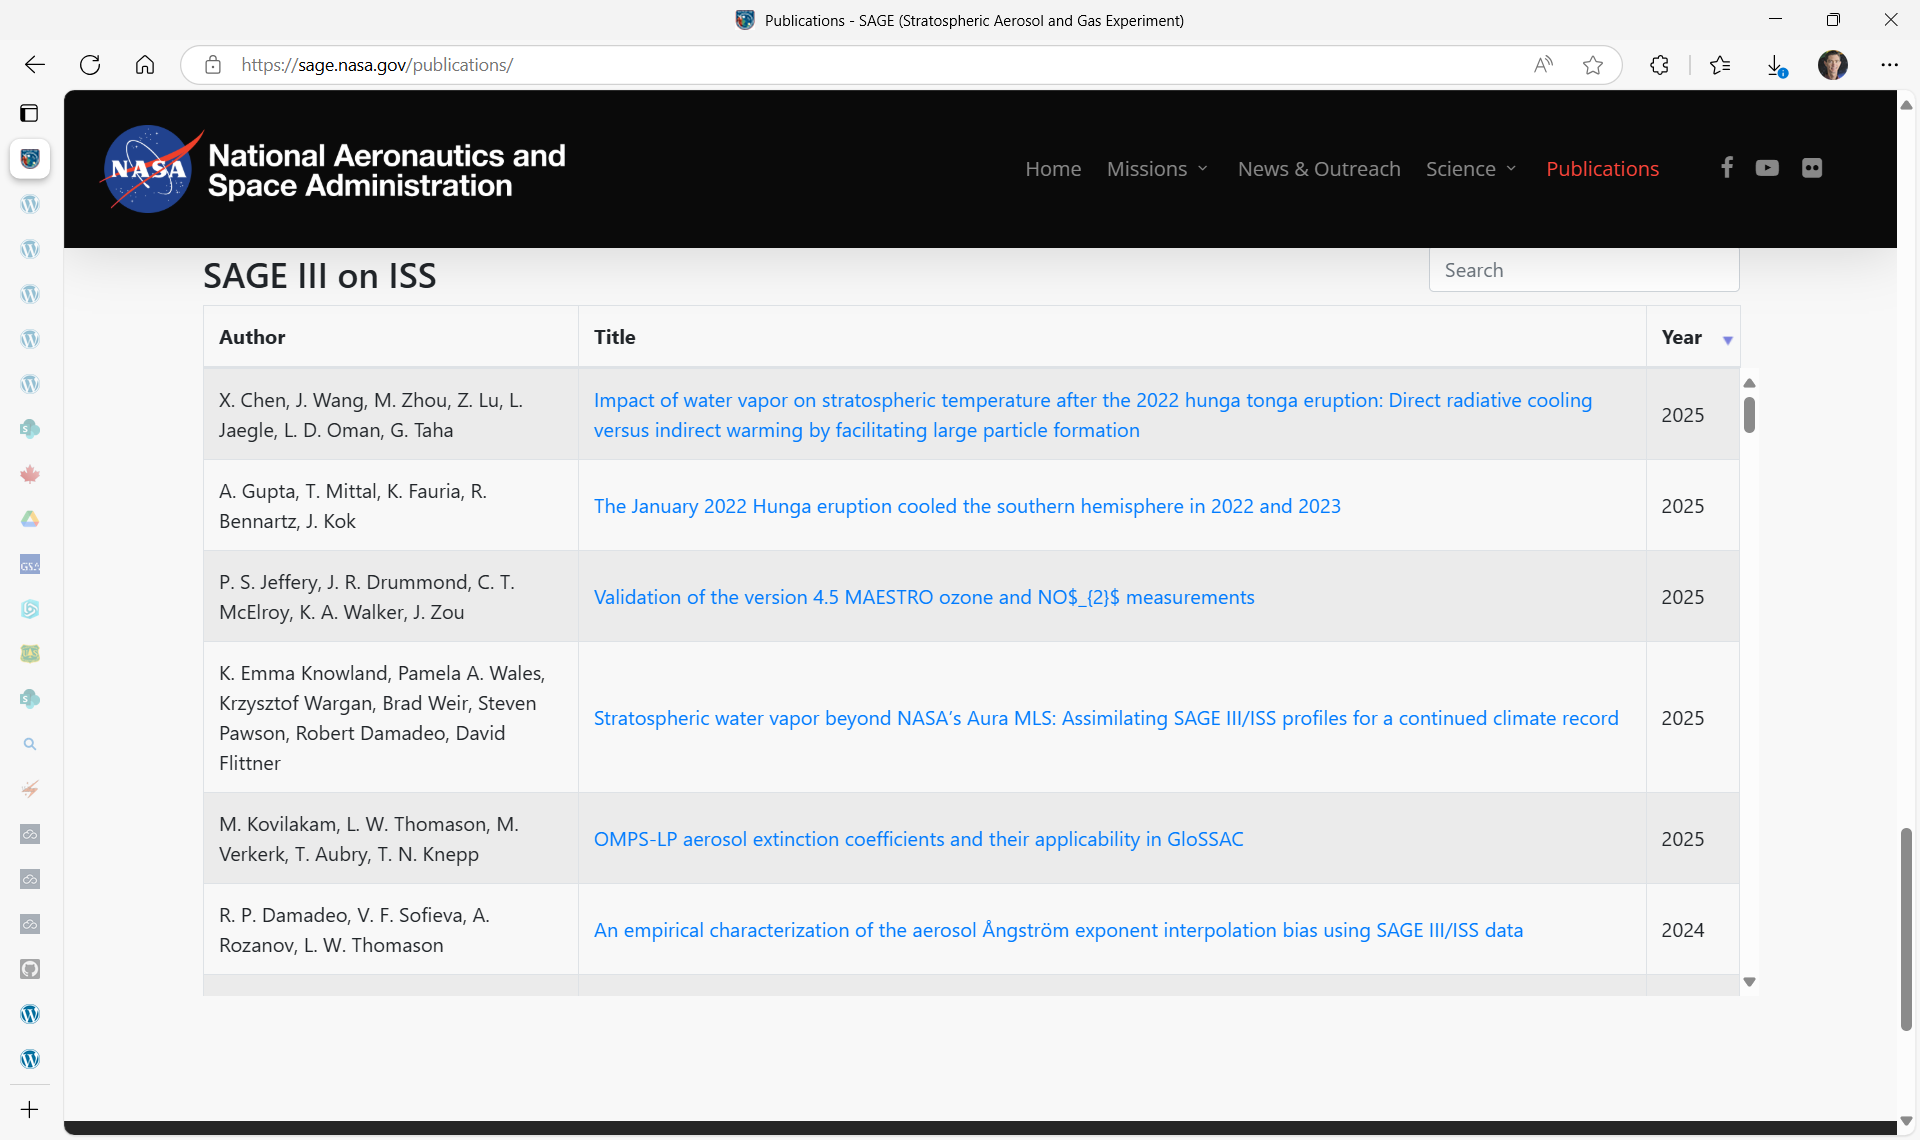 Publications - SAGE (Stratospheric Aerosol and Gas Experiment)
https://sage.nasa.gov/publications/
NASA
National Aeronautics and
Space Administration
Home
Missions
News & Outreach
Science
Publications
SAGE III on ISS
Search
Author
Title
Year
X. Chen, J. Wang, M. Zhou, Z. Lu, L.
Jaegle, L. D. Oman, G. Taha
Impact of water vapor on stratospheric temperature after the 2022 hunga tonga eruption: Direct radiative cooling
versus indirect warming by facilitating large particle formation
2025
A. Gupta, T. Mittal, K. Fauria, R.
Bennartz, J. Kok
The January 2022 Hunga eruption cooled the southern hemisphere in 2022 and 2023
2025
P. S. Jeffery, J. R. Drummond, C. T.
McElroy, K. A. Walker, J. Zou
Validation of the version 4.5 MAESTRO ozone and NO$_{2}$ measurements
2025
K. Emma Knowland, Pamela A. Wales,
Krzysztof Wargan, Brad Weir, Steven
Pawson, Robert Damadeo, David
Flittner
Stratospheric water vapor beyond NASA's Aura MLS: Assimilating SAGE III/ISS profiles for a continued climate record
2025
M. Kovilakam, L. W. Thomason, M.
Verkerk, T. Aubry, T. N. Knepp
OMPS-LP aerosol extinction coefficients and their applicability in GloSSAC
2025
R. P. Damadeo, V. F. Sofieva, A.
Rozanov, L. W. Thomason
An empirical characterization of the aerosol Ångström exponent interpolation bias using SAGE III/ISS data
2024